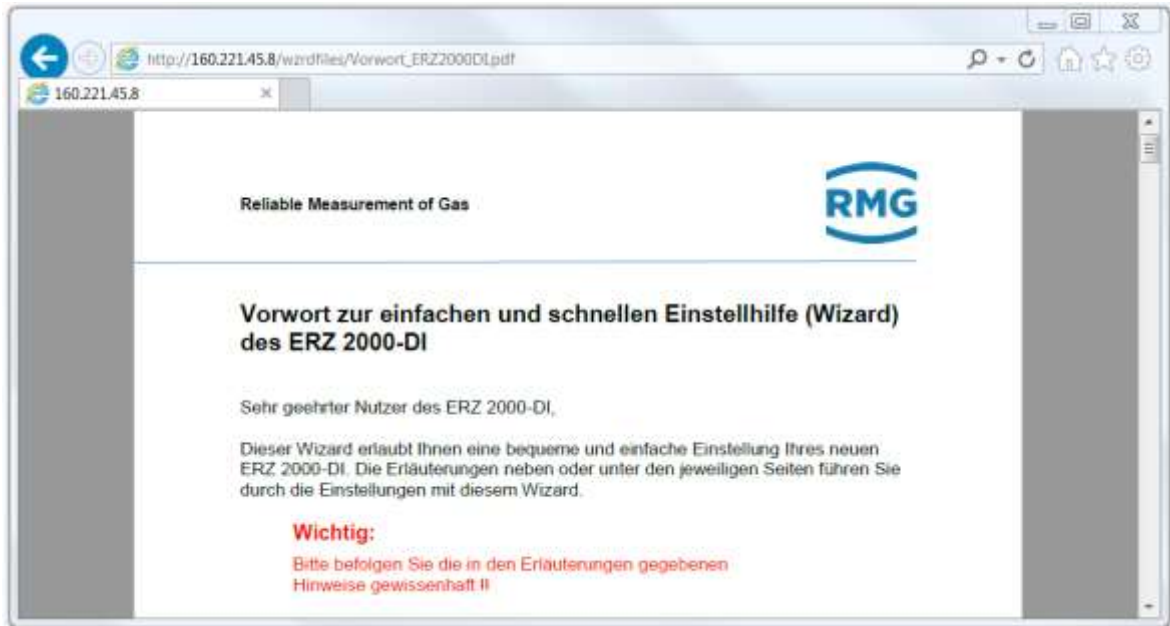 http://160.221.45.8/wzrdfiles/Vorwort_ERZ2000DI.pdf
160.221.45.8
Reliable Measurement of Gas
RMG
Vorwort zur einfachen und schnellen Einstellhilfe (Wizard)
des ERZ 2000-DI
Sehr geehrter Nutzer des ERZ 2000-DI,
Dieser Wizard erlaubt Ihnen eine bequeme und einfache Einstellung Ihres neuen
ERZ 2000-DI. Die Erläuterungen neben oder unter den jeweiligen Seiten führen Sie
durch die Einstellungen mit diesem Wizard.
Wichtig:
Bitte befolgen Sie die in den Erläuterungen gegebenen
Hinweise gewissenhaft !!